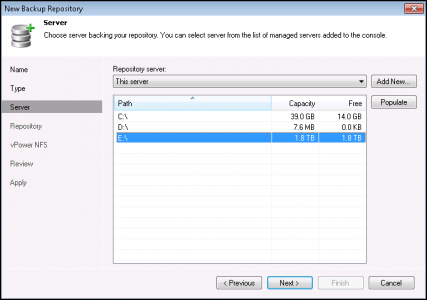 New Backup Repository
Server
Choose server backing your repository. You can select server from the list of managed servers added to the console.
Name
Type
Server
Repository
vPower NFS
Review
Apply
Repository server:
This server
Add New...
Populate
Path Capacity Free
C:\ 39.0 GB 14.0 GB
D:\ 7.6 MB 0.0 KB
E:\ 1.8 TB 1.8 TB
< Previous
Next >
Finish
Cancel